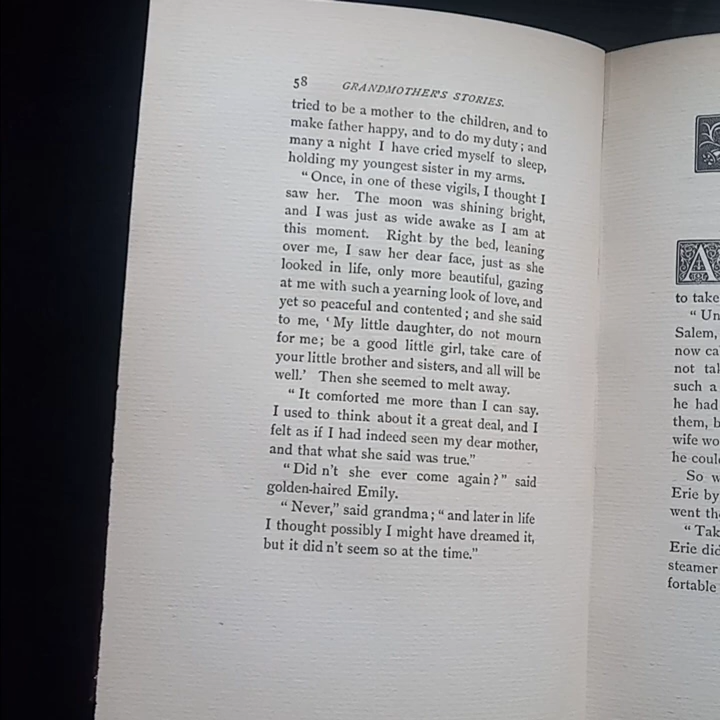 58 GRANDMOTHER'S STORIES.
tried to be a mother to the children, and to
make father happy, and to do my duty; and
many a night I have cried myself to sleep,
holding my youngest sister in my arms.
"Once, in one of these vigils, I thought I
saw her. The moon was shining bright,
and I was just as wide awake as I am at
this moment. Right by the bed, leaning
over me, I saw her dear face, just as she
looked in life, only more beautiful, gazing
at me with such a yearning look of love, and
yet so peaceful and contented; and she said
to me, 'My little daughter, do not mourn
for me; be a good little girl, take care of
your little brother and sisters, and all will be
well.' Then she seemed to melt away.
"It comforted me more than I can say.
I used to think about it a great deal, and I
felt as if I had indeed seen my dear mother,
and that what she said was true."
"Did n't she ever come again?" said
golden-haired Emily.
"Never," said grandma; "and later in life
I thought possibly I might have dreamed it,
but it did n't seem so at the time."
A
to take
"Un
Salem,
now ca
not tal
such a
he had
them, b
wife wo
he coul
So w
Erie by
went th
"Tak
Erie did
steamer
fortable